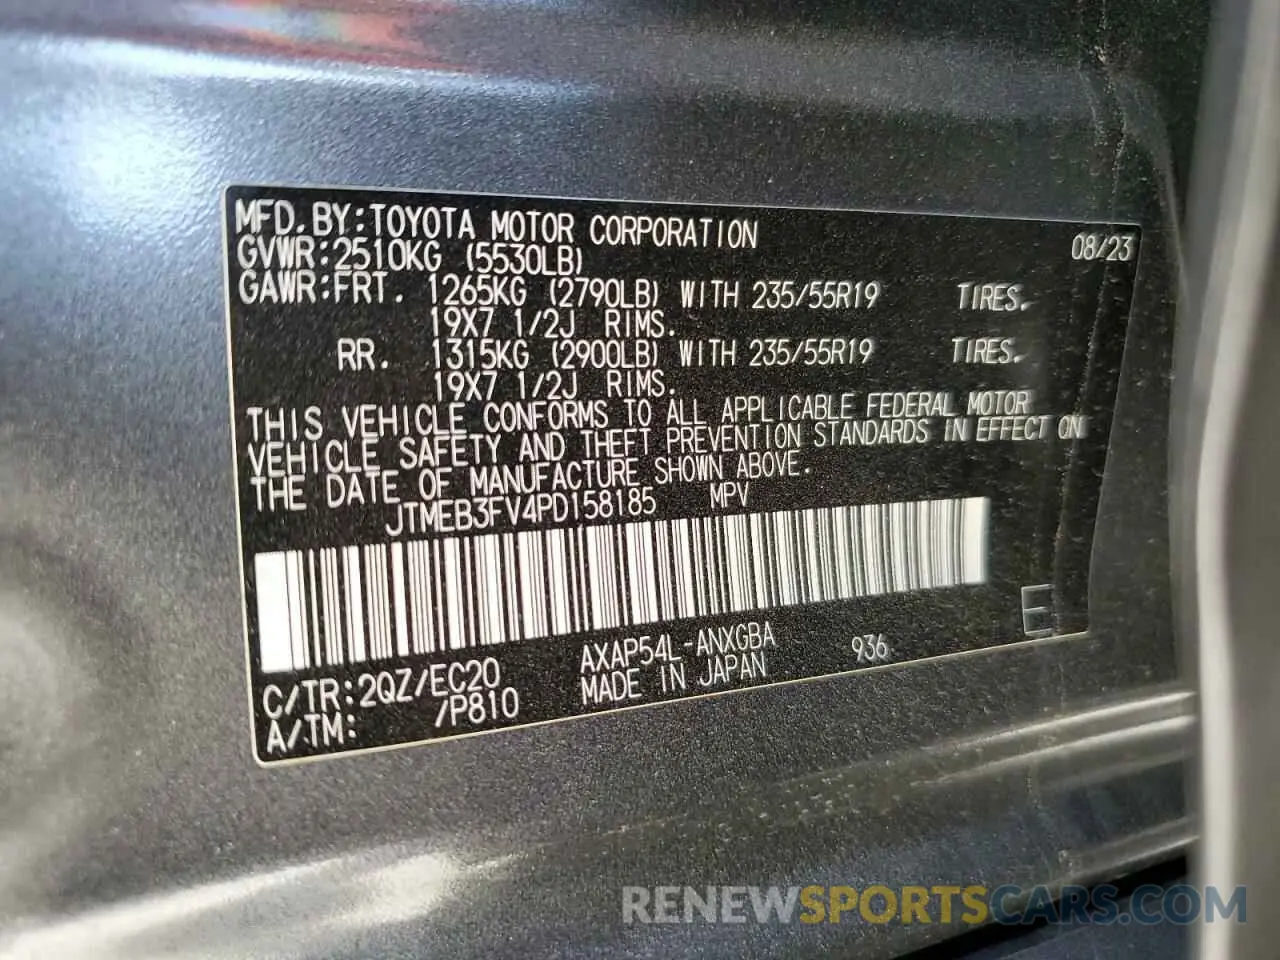 MFD. BY: TOYOTA MOTOR CORPORATION 08/23
GVWR: 2510KG (5530LB)
GAWR: FRT. 1265KG (2790LB) WITH 235/55R19 TIRES.
19X7 1/2J RIMS.
RR. 1315KG (2900LB) WITH 235/55R19 TIRES.
19X7 1/2J RIMS.
THIS VEHICLE CONFORMS TO ALL APPLICABLE FEDERAL MOTOR
VEHICLE SAFETY AND THEFT PREVENTION STANDARDS IN EFFECT ON
THE DATE OF MANUFACTURE SHOWN ABOVE.
JTMEB3FV4PD158185 MPV
E
C/TR: 2QZ/EC20 AXAP54L-ANXGBA 936
A/TM: /P810 MADE IN JAPAN
RENEWSPORTSCARS.COM